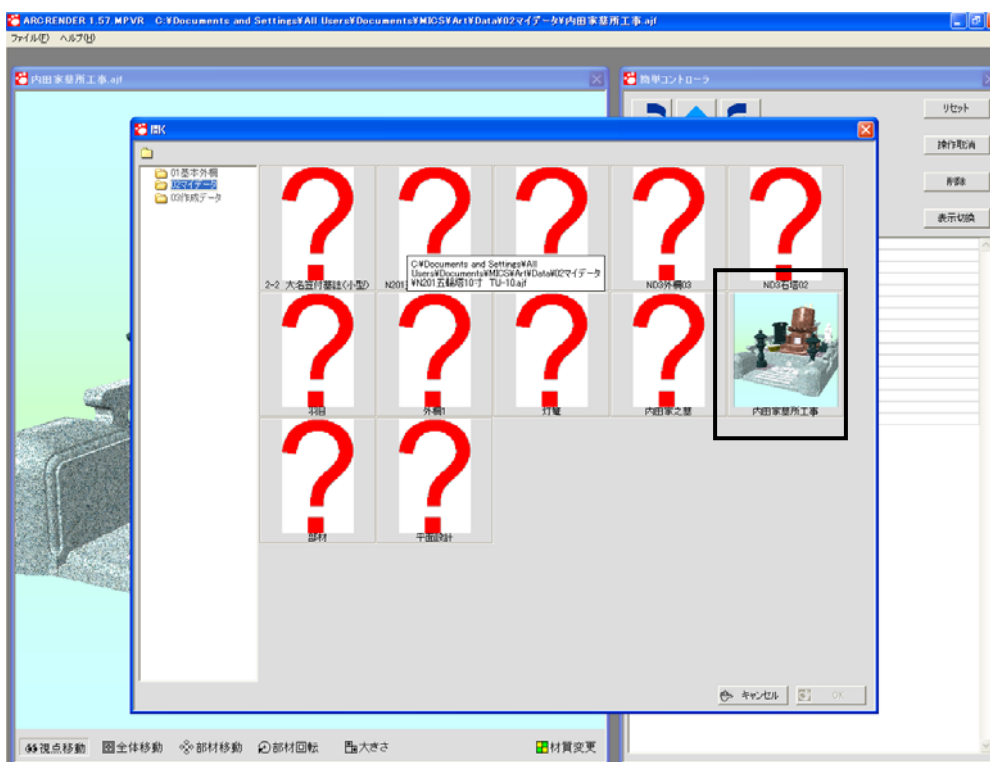 ARCRENDER 1.57 MPVR C:¥Documents and Settings¥All Users¥Documents¥MICS¥Art¥Data¥02マイデータ¥内田家墓所工事.ajf
ファイル(F) ヘルプ(H)
内田家墓所工事.ajf
簡単コントローラ
リセット
操作取消
削除
表示切換
開く
01基本外柵
02マイデータ
03作成データ
C:¥Documents and Settings¥All
Users¥Documents¥MICS¥Art¥Data¥02マイデータ
¥N201五輪塔10寸 TU-10.ajf
2-2 大名笠付墓誌(小型)
ND3外柵03
ND3石塔02
羽目
外柵1
灯篭
内田家之墓
内田家墓所工事
部材
平面設計
キャンセル
OK
視点移動 全体移動 部材移動 部材回転 大きさ 材質変更